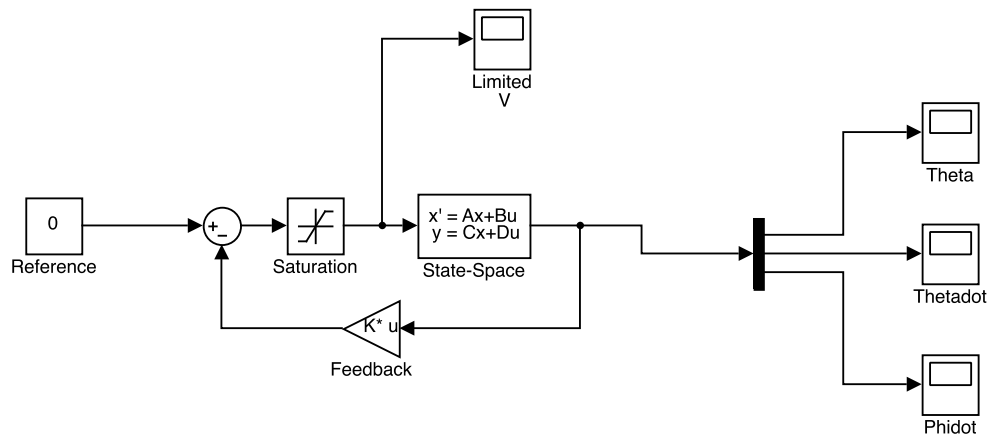 Limited
V
Theta
0
Reference
+
−
Saturation
x' = Ax+Bu
y = Cx+Du
State-Space
Thetadot
K* u
Feedback
Phidot